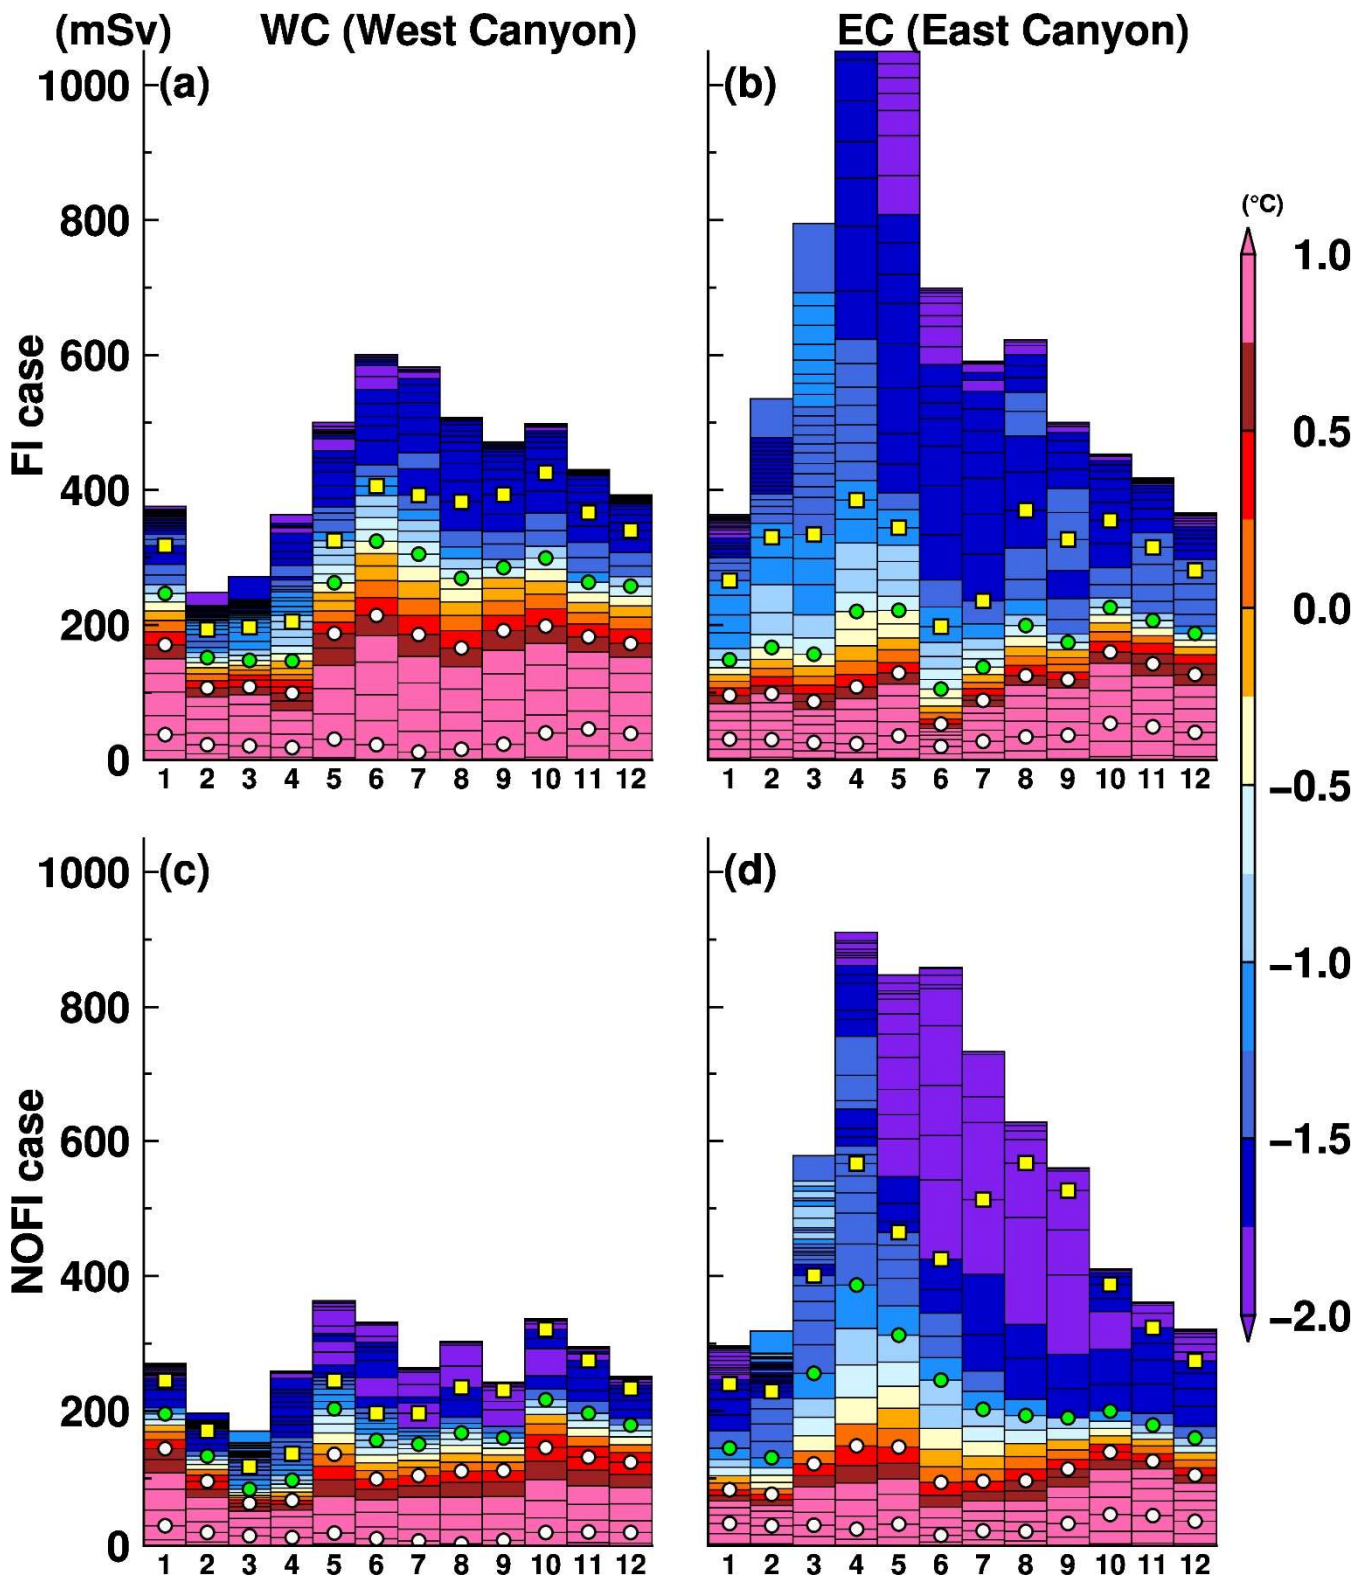 (mSv) WC (West Canyon) EC (East Canyon)
1000 (a) (b)
800
(°C)
1.0
600
FI case
0.5
400
0.0
200
0
1 2 3 4 5 6 7 8 9 10 11 12 1 2 3 4 5 6 7 8 9 10 11 12
−0.5
1000 (c) (d)
−1.0
800
−1.5
600
NOFI case
400
−2.0
200
0
1 2 3 4 5 6 7 8 9 10 11 12 1 2 3 4 5 6 7 8 9 10 11 12